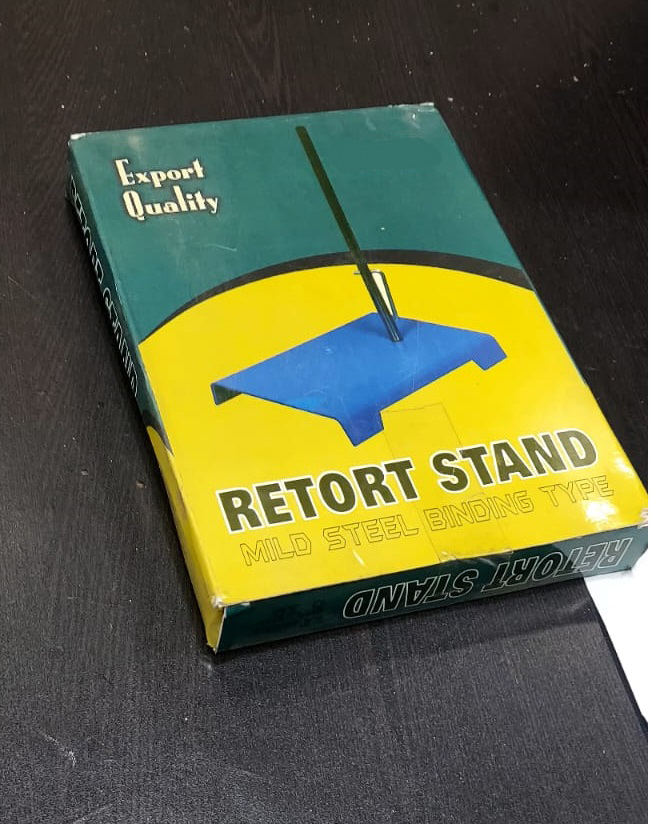 Export
Quality
RETORT STAND
MILD STEEL BINDING TYPE
RETORT STAND